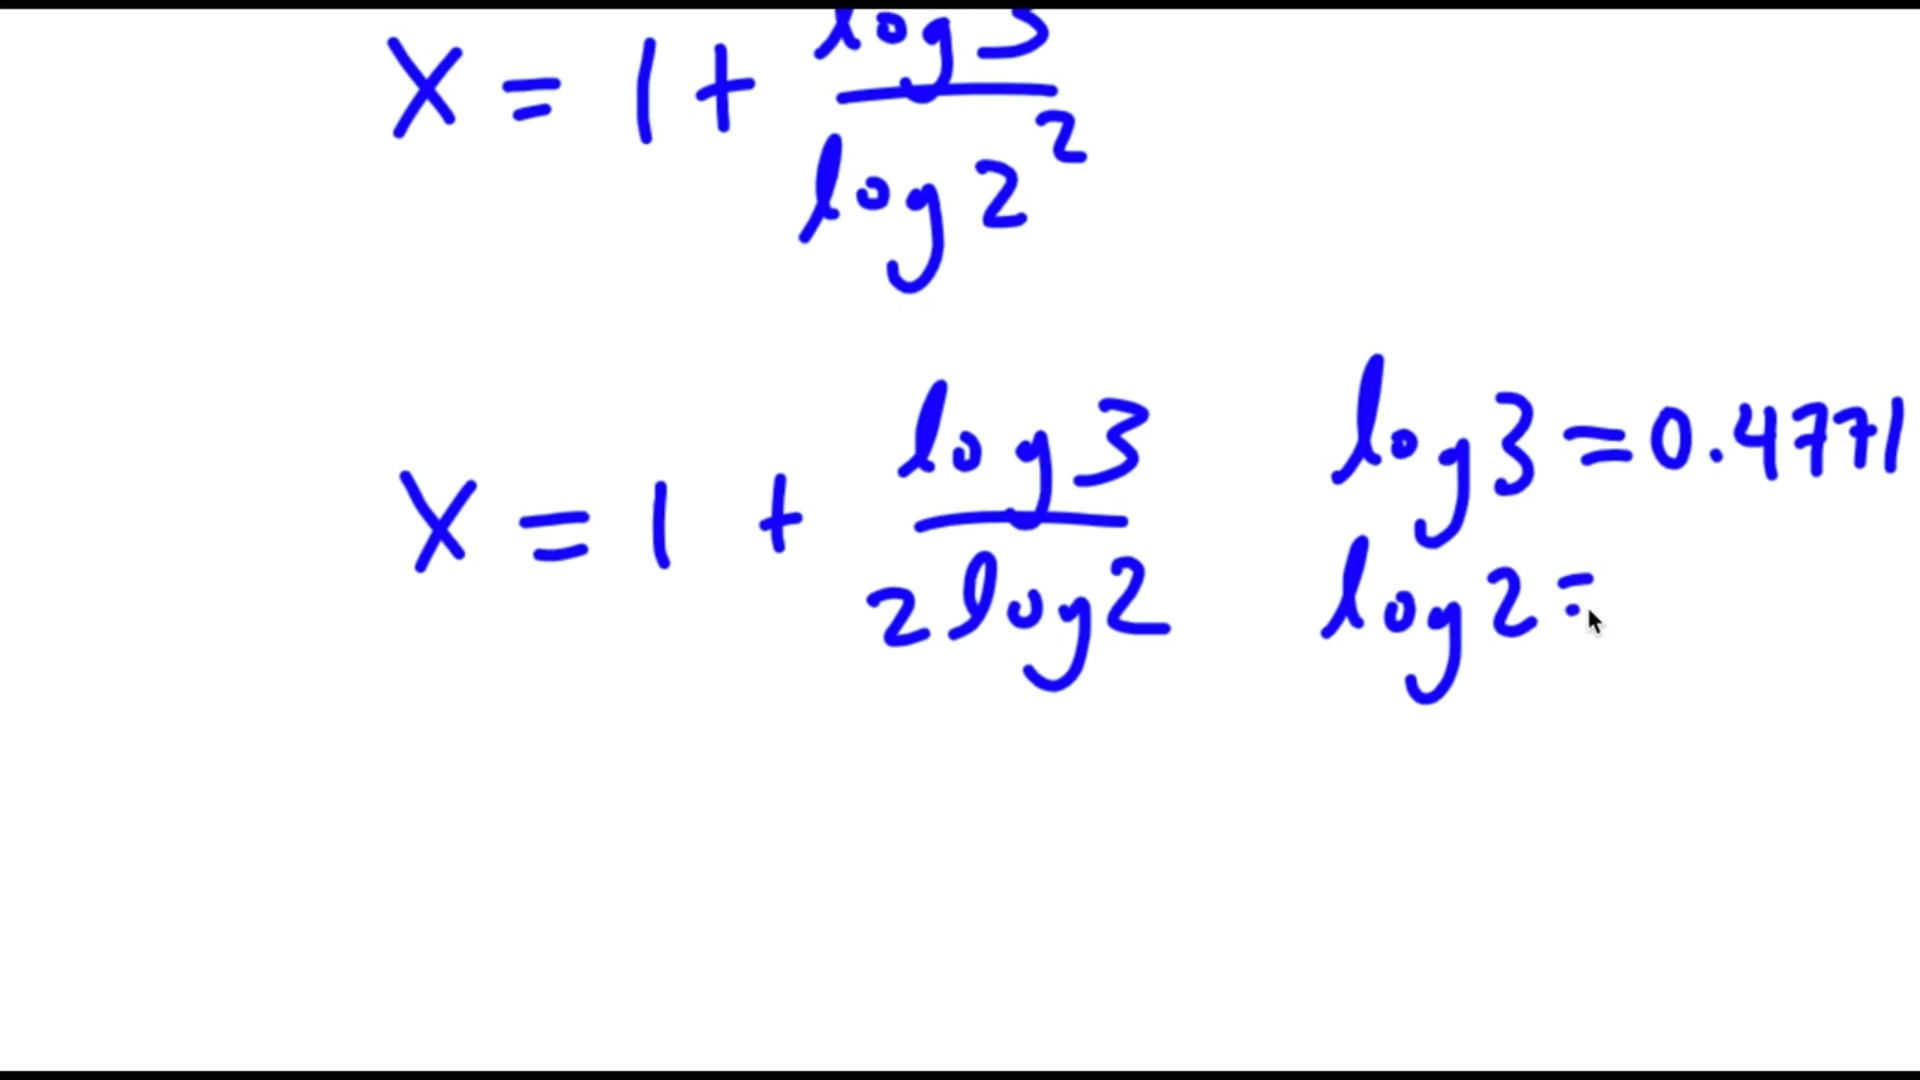 X = 1 + log 3 / log 2²
log 3 = 0.4771
X = 1 + log 3 / 2 log 2
log 2 =